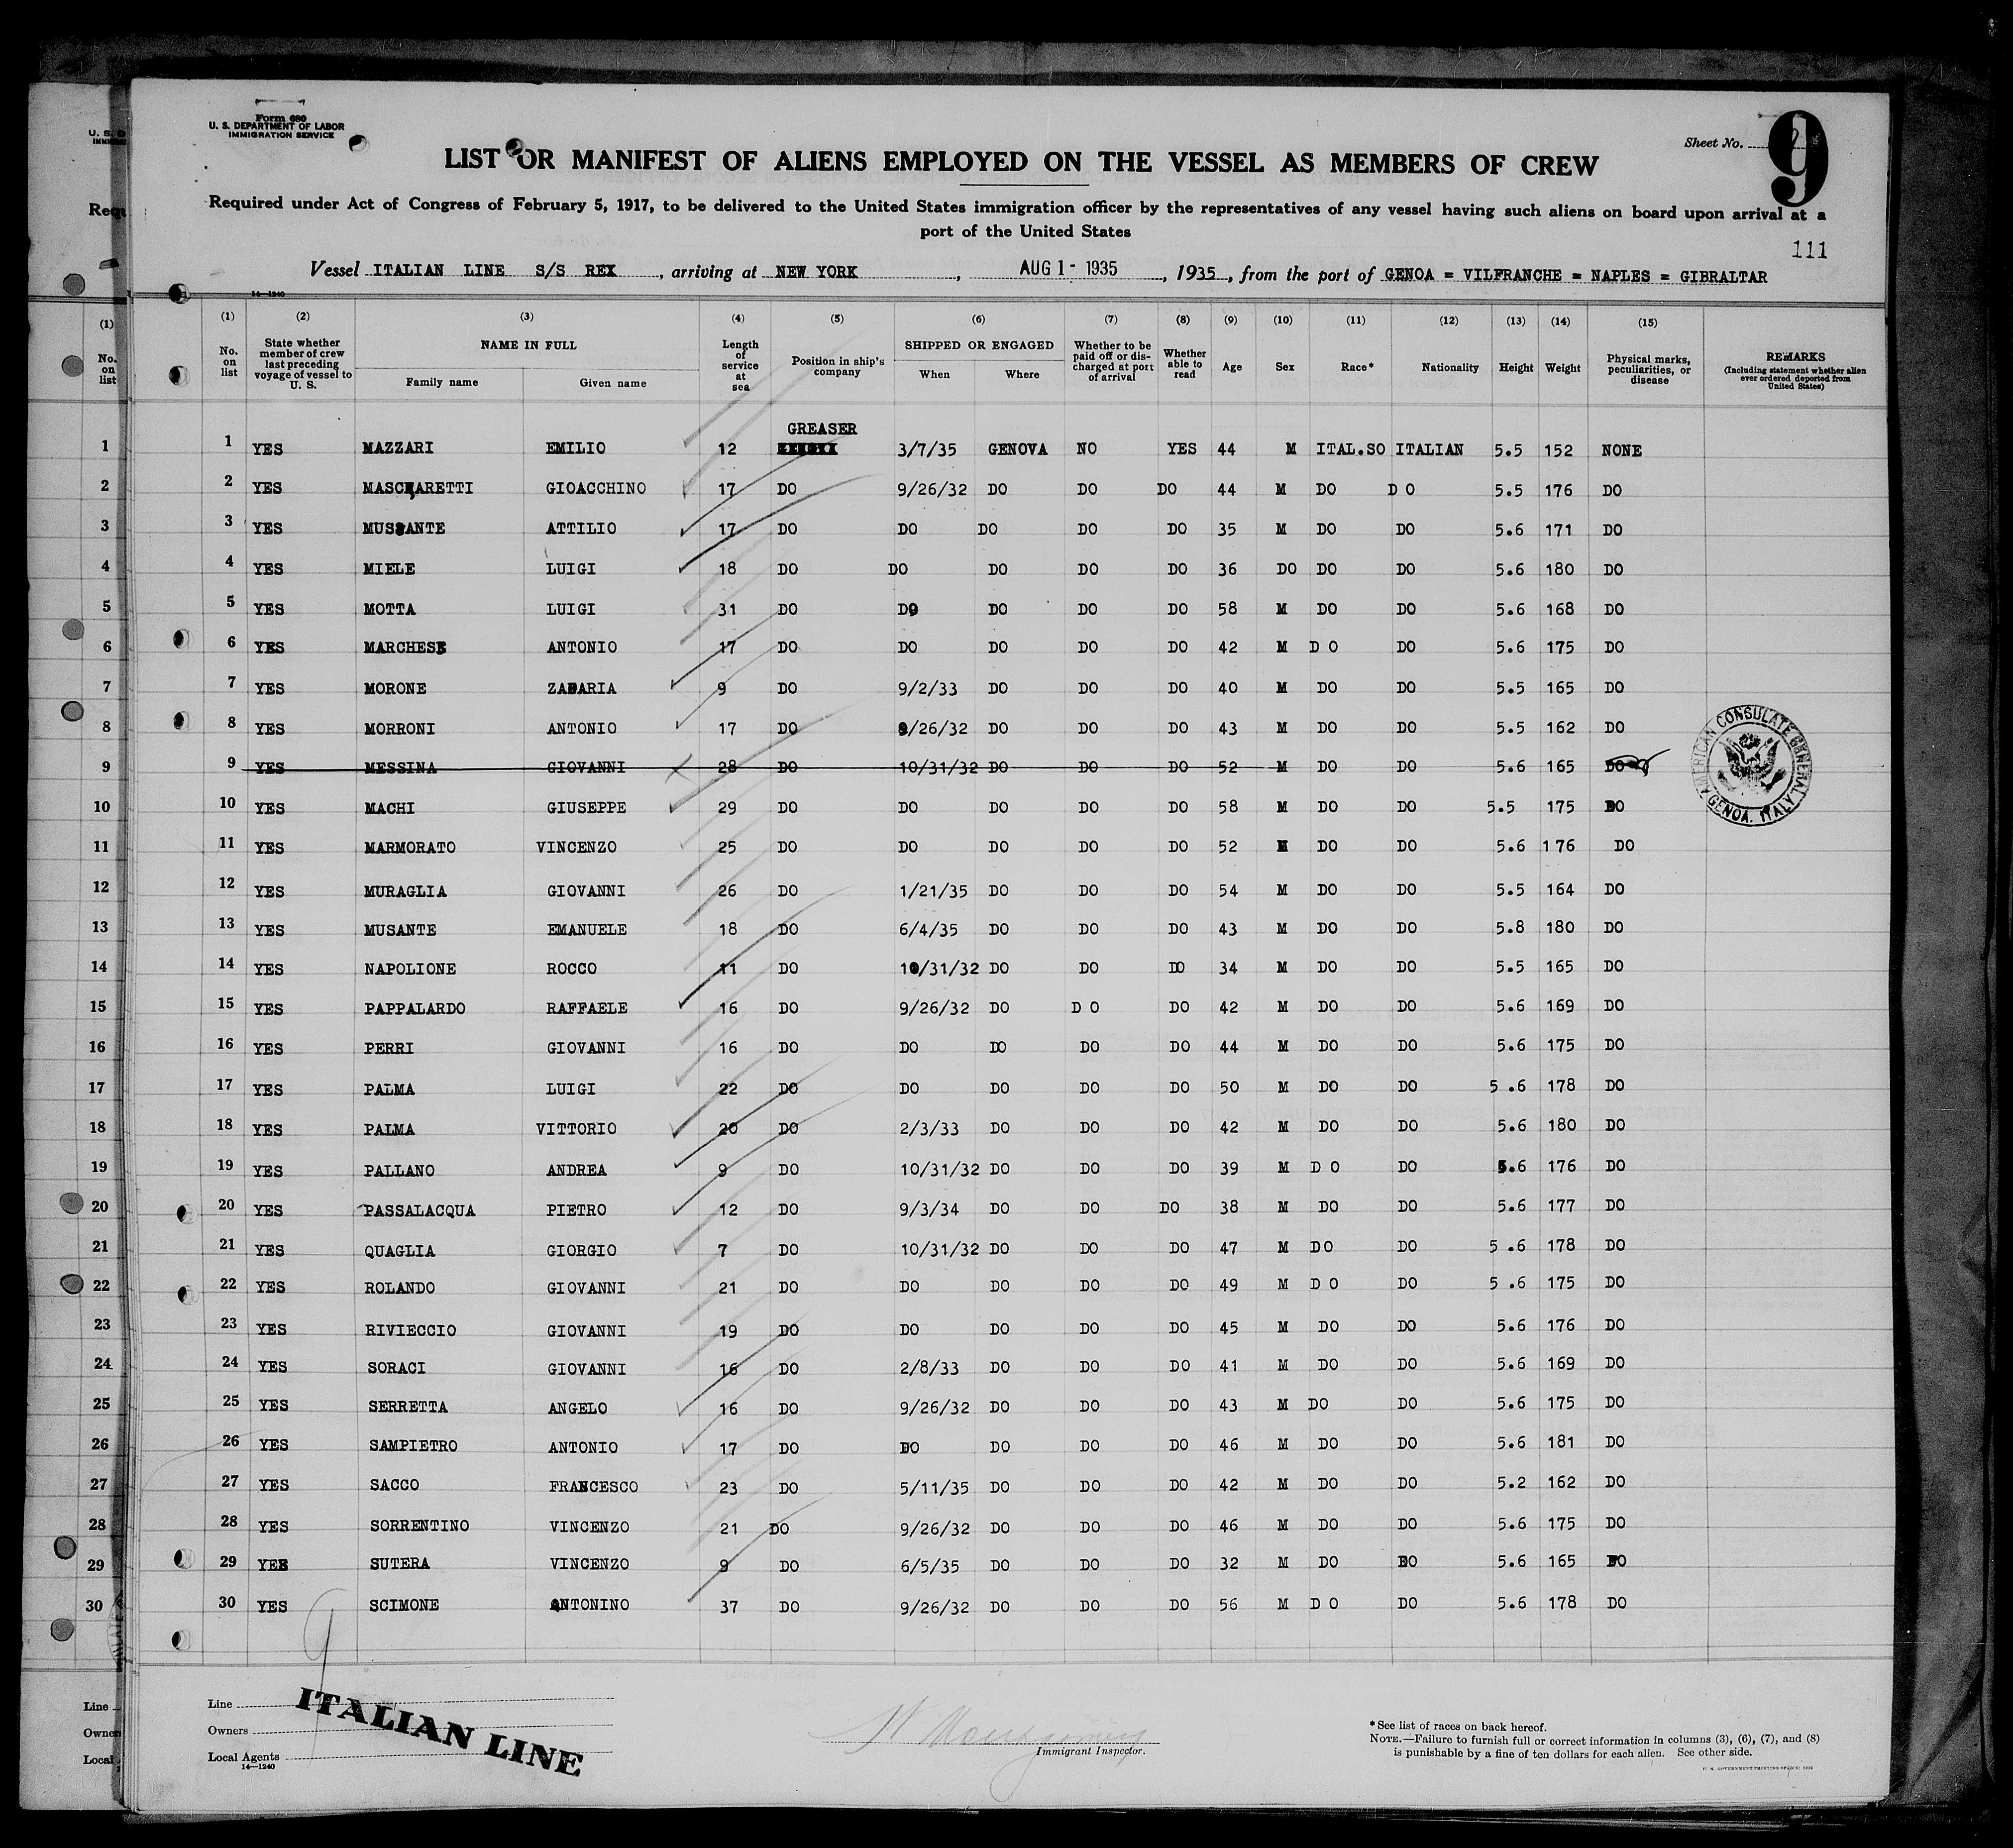 Form 680
U. S. DEPARTMENT OF LABOR
IMMIGRATION SERVICE
Sheet No. 9
9
LIST OR MANIFEST OF ALIENS EMPLOYED ON THE VESSEL AS MEMBERS OF CREW
Required under Act of Congress of February 5, 1917, to be delivered to the United States immigration officer by the representatives of any vessel having such aliens on board upon arrival at a
port of the United States
111
Vessel ITALIAN LINE S/S REX, arriving at NEW YORK, AUG 1 - 1935, 1935, from the port of GENOA = VILFRANCHE = NAPLES = GIBRALTAR
14—1240
(1) (2) (3) (4) (5) (6) (7) (8) (9) (10) (11) (12) (13) (14) (15)
No. on list State whether member of crew last preceding voyage of vessel to U. S. NAME IN FULL Family name Given name Length of service at sea Position in ship's company SHIPPED OR ENGAGED When Where Whether to be paid off or discharged at port of arrival Whether able to read Age Sex Race* Nationality Height Weight Physical marks, peculiarities, or disease REMARKS (Including statement whether alien ever ordered deported from United States)
GREASER
1 YES MAZZARI EMILIO 12 3/7/35 GENOVA NO YES 44 M ITAL.SO ITALIAN 5.5 152 NONE
2 YES MASCHARETTI GIOACCHINO 17 DO 9/26/32 DO DO DO 44 M DO D O 5.5 176 DO
3 YES MUSSANTE ATTILIO 17 DO DO DO DO DO 35 M DO DO 5.6 171 DO
4 YES MIELE LUIGI 18 DO DO DO DO DO 36 DO DO DO 5.6 180 DO
5 YES MOTTA LUIGI 31 DO DO DO DO DO 58 M DO DO 5.6 168 DO
6 YES MARCHESE ANTONIO 17 DO DO DO DO DO 42 M D O DO 5.6 175 DO
7 YES MORONE ZARIA 9 DO 9/2/33 DO DO DO 40 M DO DO 5.5 165 DO
8 YES MORRONI ANTONIO 17 DO 9/26/32 DO DO DO 43 M DO DO 5.5 162 DO
9 YES MESSINA GIOVANNI 28 DO 10/31/32 DO DO DO 52 M DO DO 5.6 165 DO
10 YES MACHI GIUSEPPE 29 DO DO DO DO DO 58 M DO DO 5.5 175 DO
11 YES MARMORATO VINCENZO 25 DO DO DO DO DO 52 M DO DO 5.6 176 DO
12 YES MURAGLIA GIOVANNI 26 DO 1/21/35 DO DO DO 54 M DO DO 5.5 164 DO
13 YES MUSANTE EMANUELE 18 DO 6/4/35 DO DO DO 43 M DO DO 5.8 180 DO
14 YES NAPOLIONE ROCCO 11 DO 10/31/32 DO DO DO 34 M DO DO 5.5 165 DO
15 YES PAPPALARDO RAFFAELE 16 DO 9/26/32 DO D O DO 42 M DO DO 5.6 169 DO
16 YES PERRI GIOVANNI 16 DO DO DO DO DO 44 M DO DO 5.6 175 DO
17 YES PALMA LUIGI 22 DO DO DO DO DO 50 M DO DO 5 .6 178 DO
18 YES PALMA VITTORIO 20 DO 2/3/33 DO DO DO 42 M DO DO 5.6 180 DO
19 YES PALLANO ANDREA 9 DO 10/31/32 DO DO DO 39 M D O DO 5.6 176 DO
20 YES PASSALACQUA PIETRO 12 DO 9/3/34 DO DO DO 38 M DO DO 5.6 177 DO
21 YES QUAGLIA GIORGIO 7 DO 10/31/32 DO DO DO 47 M DO DO 5 .6 178 DO
22 YES ROLANDO GIOVANNI 21 DO DO DO DO DO 49 M D O DO 5 .6 175 DO
23 YES RIVIECCIO GIOVANNI 19 DO DO DO DO DO 45 M DO DO 5.6 176 DO
24 YES SORACI GIOVANNI 16 DO 2/8/33 DO DO DO 41 M DO DO 5.6 169 DO
25 YES SERRETTA ANGELO 16 DO 9/26/32 DO DO DO 43 M DO DO 5.6 175 DO
26 YES SAMPIETRO ANTONIO 17 DO DO DO DO DO 46 M DO DO 5.6 181 DO
27 YES SACCO FRANCESCO 23 DO 5/11/35 DO DO DO 42 M DO DO 5.2 162 DO
28 YES SORRENTINO VINCENZO 21 DO 9/26/32 DO DO DO 46 M DO DO 5.6 175 DO
29 YES SUTERA VINCENZO 9 DO 6/5/35 DO DO DO 32 M DO DO 5.6 165 DO
30 YES SCIMONE ANTONINO 37 DO 9/26/32 DO DO DO 56 M D O DO 5.6 178 DO
AMERICAN CONSULATE GENERAL GENOA, ITALY
9
Line
Owners
Local Agents
ITALIAN LINE
14—1240
Montgomery
Immigrant Inspector.
* See list of races on back hereof.
NOTE.—Failure to furnish full or correct information in columns (3), (6), (7), and (8)
is punishable by a fine of ten dollars for each alien. See other side.